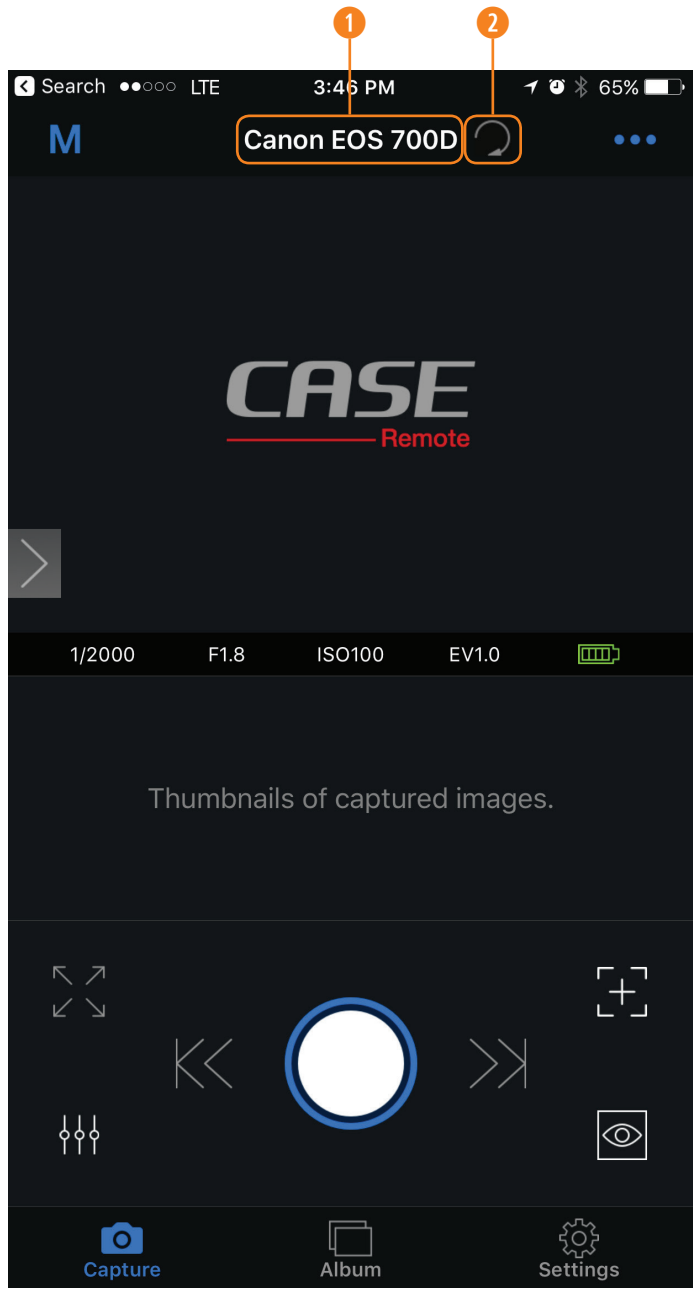 1 2
Search LTE 3:46 PM 65%
M Canon EOS 700D
CASE
Remote
1/2000 F1.8 ISO100 EV1.0
Thumbnails of captured images.
Capture Album Settings